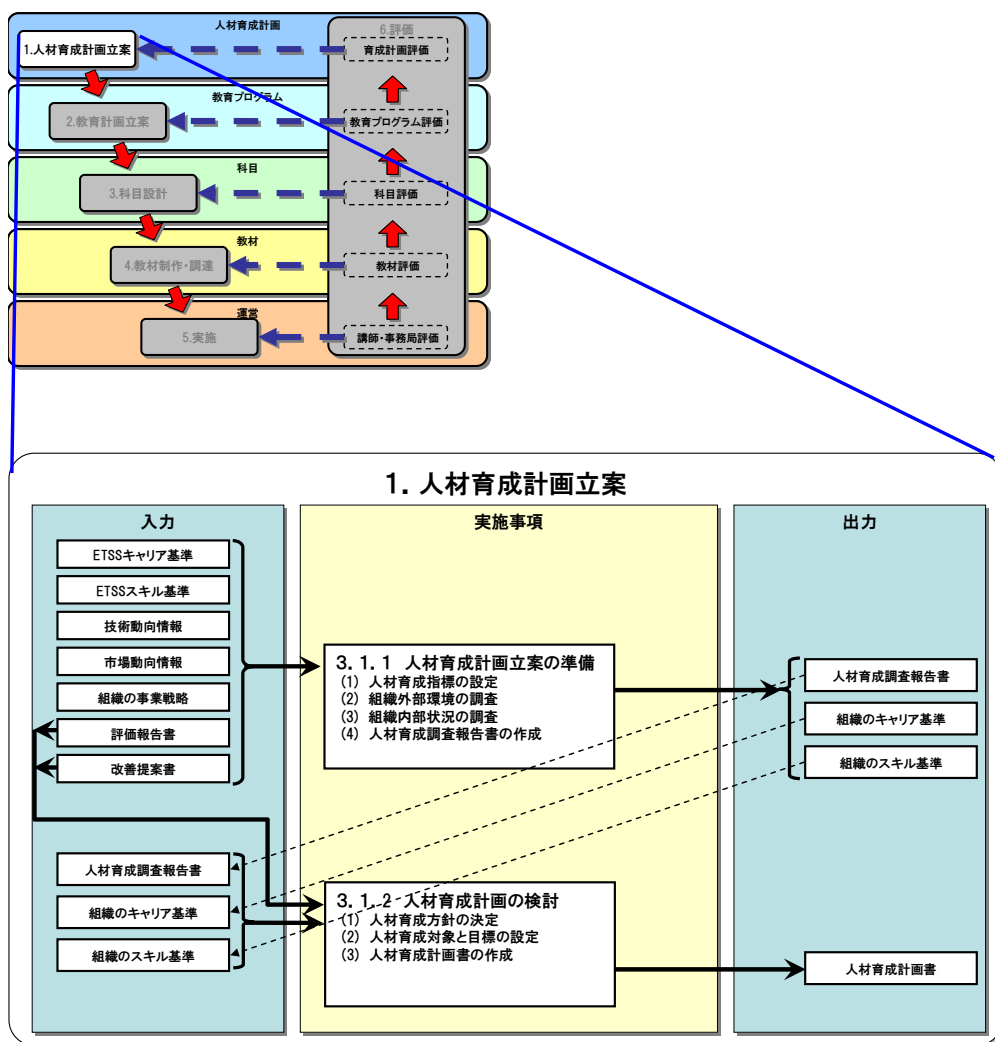 人材育成計画
6.評価
1.人材育成計画立案
育成計画評価
教育プログラム
2.教育計画立案
教育プログラム評価
科目
3.科目設計
科目評価
教材
4.教材制作・調達
教材評価
運営
5.実施
講師・事務局評価
1. 人材育成計画立案
入力
実施事項
出力
ETSSキャリア基準
ETSSスキル基準
技術動向情報
市場動向情報
組織の事業戦略
評価報告書
改善提案書
3.1.1 人材育成計画立案の準備
(1) 人材育成指標の設定
(2) 組織外部環境の調査
(3) 組織内部状況の調査
(4) 人材育成調査報告書の作成
人材育成調査報告書
組織のキャリア基準
組織のスキル基準
人材育成調査報告書
組織のキャリア基準
組織のスキル基準
3.1.2 人材育成計画の検討
(1) 人材育成方針の決定
(2) 人材育成対象と目標の設定
(3) 人材育成計画書の作成
人材育成計画書